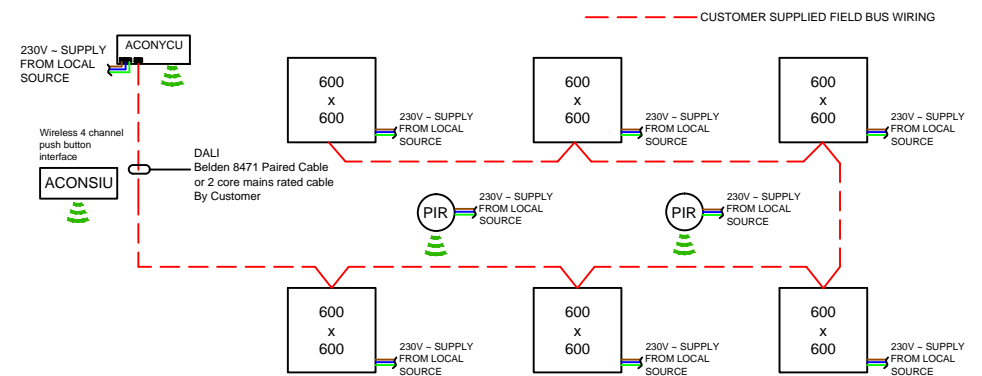 CUSTOMER SUPPLIED FIELD BUS WIRING
230V ~ SUPPLY
FROM LOCAL
SOURCE
ACONYCU
600
x
600
230V ~ SUPPLY
FROM LOCAL
SOURCE
600
x
600
230V ~ SUPPLY
FROM LOCAL
SOURCE
600
x
600
230V ~ SUPPLY
FROM LOCAL
SOURCE
Wireless 4 channel
push button
interface
ACONSIU
DALI
Belden 8471 Paired Cable
or 2 core mains rated cable
By Customer
PIR
230V ~ SUPPLY
FROM LOCAL
SOURCE
PIR
230V ~ SUPPLY
FROM LOCAL
SOURCE
600
x
600
230V ~ SUPPLY
FROM LOCAL
SOURCE
600
x
600
230V ~ SUPPLY
FROM LOCAL
SOURCE
600
x
600
230V ~ SUPPLY
FROM LOCAL
SOURCE